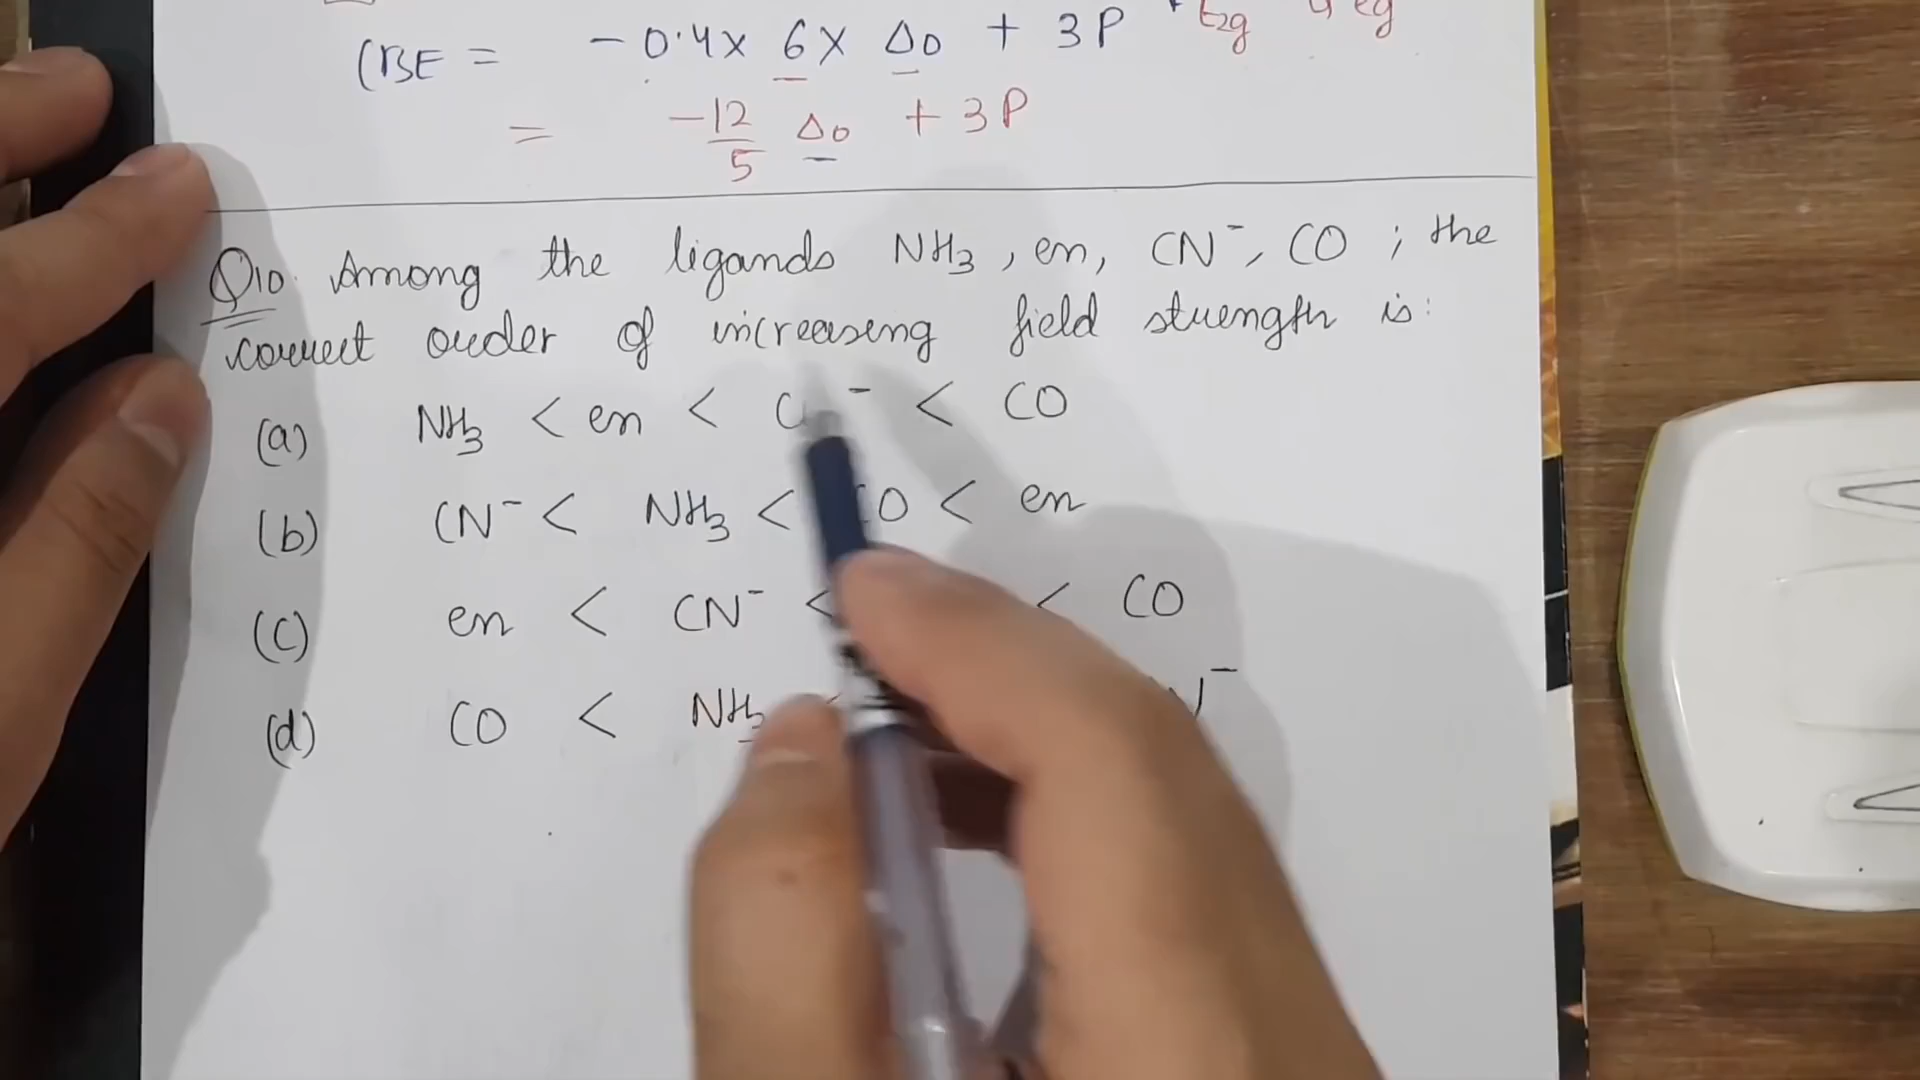 CBSE = - 0.4 x 6 x Δo + 3P t2g eg
= -12/5 Δo + 3P
Q10. Among the ligands NH3, en, CN⁻, CO ; the
correct order of increasing field strength is:
(a) NH3 < en < C ⁻ < CO
(b) CN⁻ < NH3 < CO < en
(c) en < CN⁻ < < CO
(d) CO < NH3 < N⁻